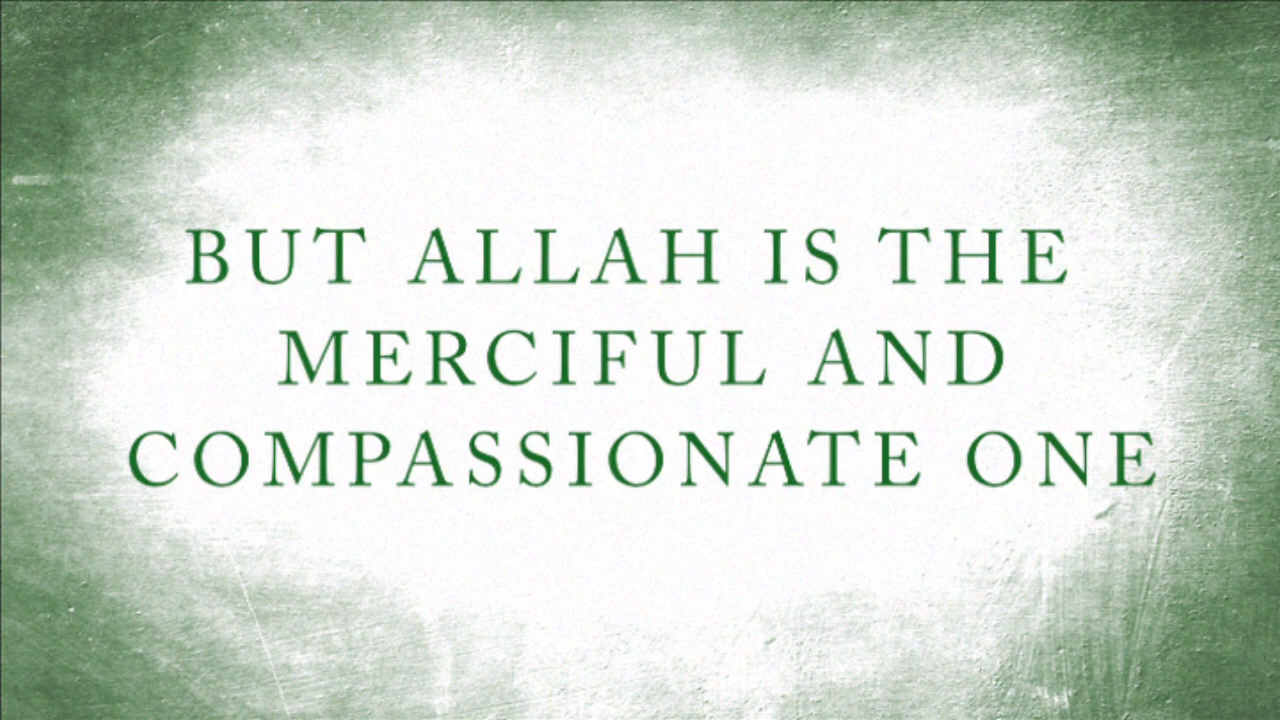 BUT ALLAH IS THE
MERCIFUL AND
COMPASSIONATE ONE